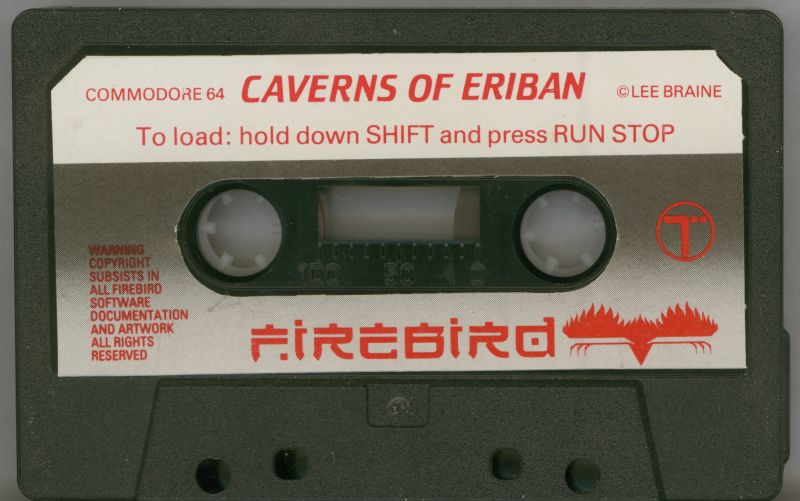 COMMODORE 64 CAVERNS OF ERIBAN ©LEE BRAINE
To load: hold down SHIFT and press RUN STOP
T
100 50 0
WARNING
COPYRIGHT
SUBSISTS IN
ALL FIREBIRD
SOFTWARE
DOCUMENTATION
AND ARTWORK
ALL RIGHTS
RESERVED
FIREBIRD